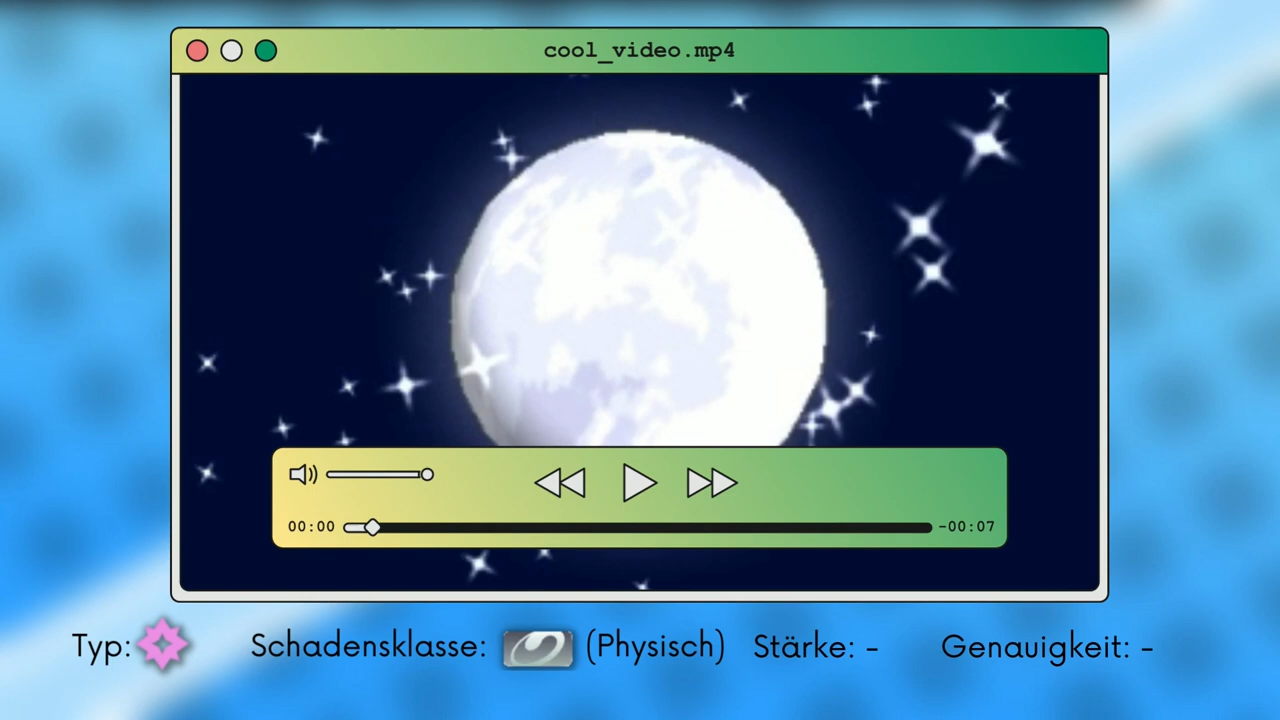 cool_video.mp4
00:00
-00:07
Typ: Schadensklasse: (Physisch) Stärke: - Genauigkeit: -